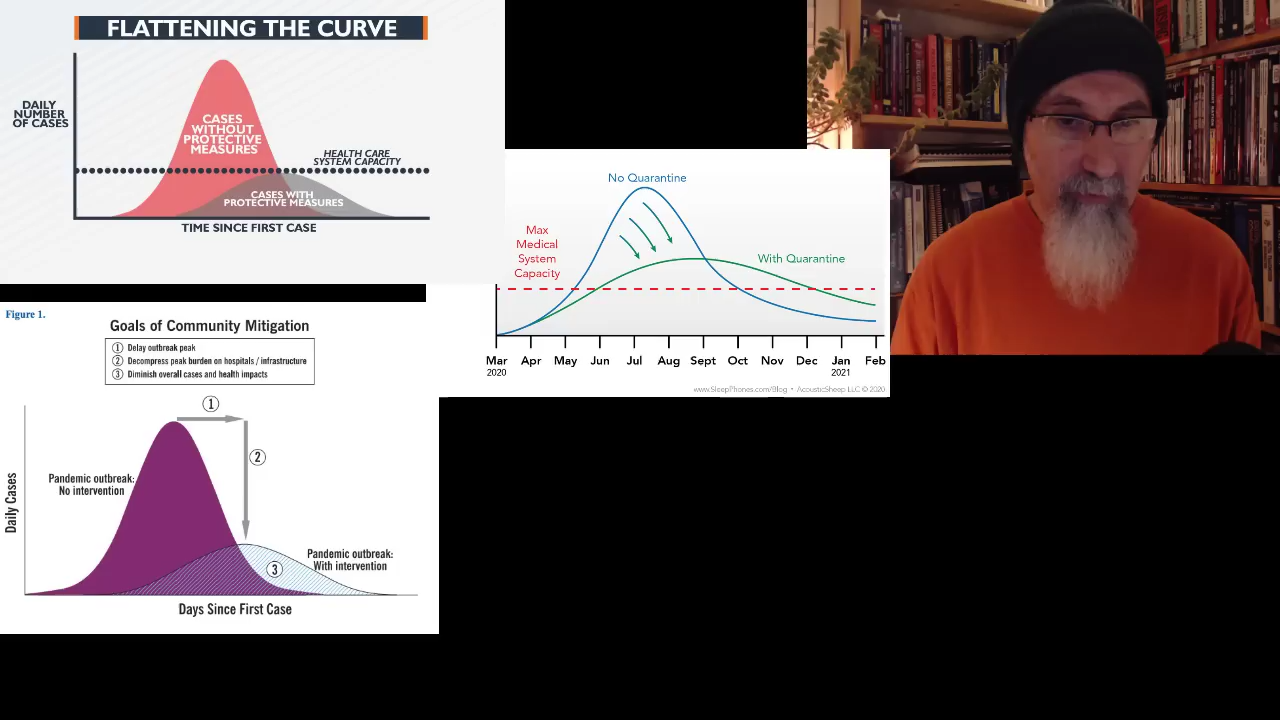 FLATTENING THE CURVE
DAILY
NUMBER
OF CASES
CASES
WITHOUT
PROTECTIVE
MEASURES
HEALTH CARE
SYSTEM CAPACITY
CASES WITH
PROTECTIVE MEASURES
TIME SINCE FIRST CASE
No Quarantine
Max
Medical
System
Capacity
With Quarantine
Mar Apr May Jun Jul Aug Sept Oct Nov Dec Jan Feb
2020 2021
www.SleepPhones.com/Blog • AcousticSheep LLC © 2020
Figure 1.
Goals of Community Mitigation
1 Delay outbreak peak
2 Decompress peak burden on hospitals / infrastructure
3 Diminish overall cases and health impacts
1
2
Pandemic outbreak:
No intervention
Daily Cases
Pandemic outbreak:
With intervention
3
Days Since First Case